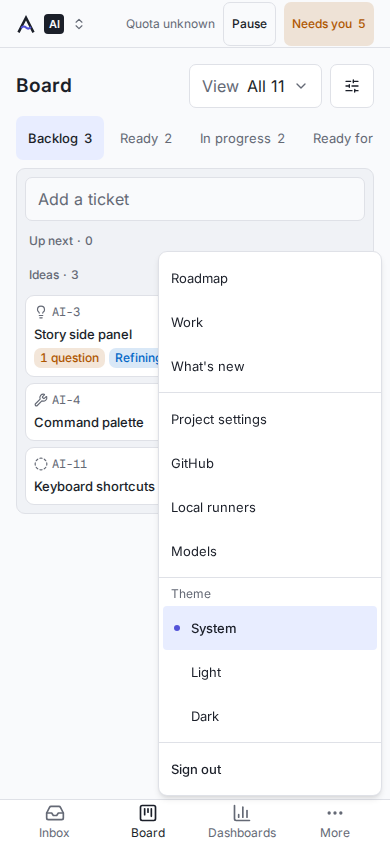 AI Quota unknown Pause Needs you 5
Board View All 11
Backlog 3 Ready 2 In progress 2 Ready for
Add a ticket
Up next · 0
Ideas · 3
AI-3
Story side panel
1 question Refining
AI-4
Command palette
AI-11
Keyboard shortcuts
Roadmap
Work
What's new
Project settings
GitHub
Local runners
Models
Theme
System
Light
Dark
Sign out
Inbox Board Dashboards More